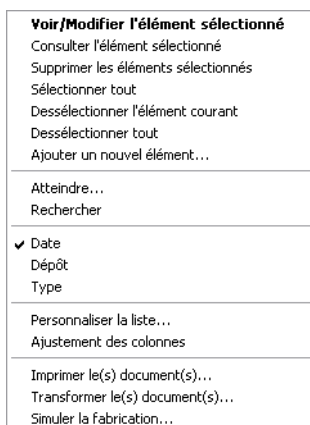 Voir/Modifier l'élément sélectionné
Consulter l'élément sélectionné
Supprimer les éléments sélectionnés
Sélectionner tout
Dessélectionner l'élément courant
Dessélectionner tout
Ajouter un nouvel élément...
Atteindre...
Rechercher
Date
Dépôt
Type
Personnaliser la liste...
Ajustement des colonnes
Imprimer le(s) document(s)...
Transformer le(s) document(s)...
Simuler la fabrication...